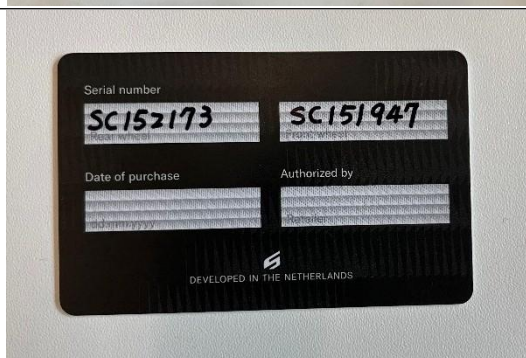 Serial number
SC152173 SC151947
Rear wheel Front wheel
Date of purchase Authorized by
dd/mm/yyyy Retailer
DEVELOPED IN THE NETHERLANDS